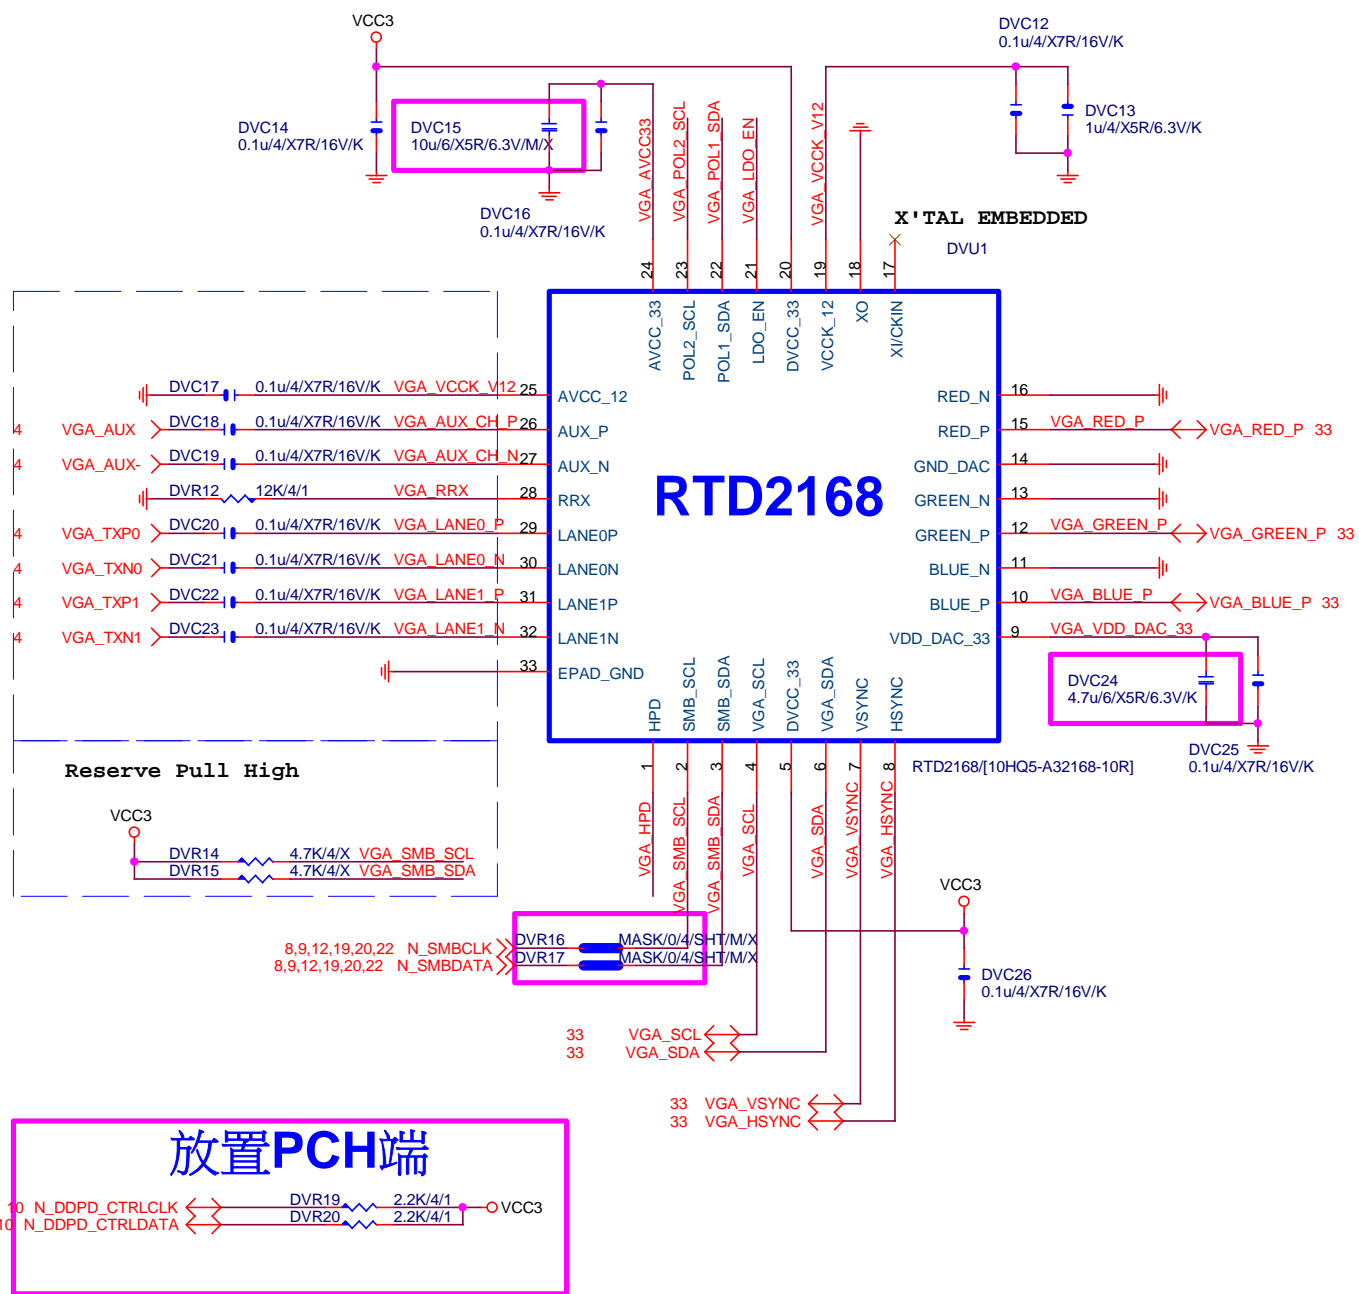 VCC3
DVC12
0.1u/4/X7R/16V/K
DVC14
0.1u/4/X7R/16V/K
DVC15
10u/6/X5R/6.3V/M/X
DVC13
1u/4/X5R/6.3V/K
DVC16
0.1u/4/X7R/16V/K
VGA_AVCC33
VGA_POL2_SCL
VGA_POL1_SDA
VGA_LDO_EN
VGA_VCCK_V12
X'TAL EMBEDDED
DVU1
24
23
22
21
20
19
18
17
AVCC_33
POL2_SCL
POL1_SDA
LDO_EN
DVCC_33
VCCK_12
XO
XI/CKIN
DVC17 0.1u/4/X7R/16V/K VGA_VCCK_V12 25 AVCC_12
4 VGA_AUX DVC18 0.1u/4/X7R/16V/K VGA_AUX_CH_P 26 AUX_P
4 VGA_AUX- DVC19 0.1u/4/X7R/16V/K VGA_AUX_CH_N 27 AUX_N
DVR12 12K/4/1 VGA_RRX 28 RRX
4 VGA_TXP0 DVC20 0.1u/4/X7R/16V/K VGA_LANE0_P 29 LANE0P
4 VGA_TXN0 DVC21 0.1u/4/X7R/16V/K VGA_LANE0_N 30 LANE0N
4 VGA_TXP1 DVC22 0.1u/4/X7R/16V/K VGA_LANE1_P 31 LANE1P
4 VGA_TXN1 DVC23 0.1u/4/X7R/16V/K VGA_LANE1_N 32 LANE1N
33 EPAD_GND
RTD2168
RED_N 16
RED_P 15 VGA_RED_P VGA_RED_P 33
GND_DAC 14
GREEN_N 13
GREEN_P 12 VGA_GREEN_P VGA_GREEN_P 33
BLUE_N 11
BLUE_P 10 VGA_BLUE_P VGA_BLUE_P 33
VDD_DAC_33 9 VGA_VDD_DAC_33
DVC24
4.7u/6/X5R/6.3V/K
DVC25
0.1u/4/X7R/16V/K
HPD
SMB_SCL
SMB_SDA
VGA_SCL
DVCC_33
VGA_SDA
VSYNC
HSYNC
1
2
3
4
5
6
7
8
RTD2168/[10HQ5-A32168-10R]
VGA_HPD
VGA_SMB_SCL
VGA_SMB_SDA
VGA_SCL
VGA_SDA
VGA_VSYNC
VGA_HSYNC
Reserve Pull High
VCC3
DVR14 4.7K/4/X VGA_SMB_SCL
DVR15 4.7K/4/X VGA_SMB_SDA
VCC3
DVC26
0.1u/4/X7R/16V/K
8,9,12,19,20,22 N_SMBCLK DVR16 MASK/0/4/SHT/M/X
8,9,12,19,20,22 N_SMBDATA DVR17 MASK/0/4/SHT/M/X
33 VGA_SCL
33 VGA_SDA
33 VGA_VSYNC
33 VGA_HSYNC
放置PCH端
10 N_DDPD_CTRLCLK DVR19 2.2K/4/1 VCC3
10 N_DDPD_CTRLDATA DVR20 2.2K/4/1